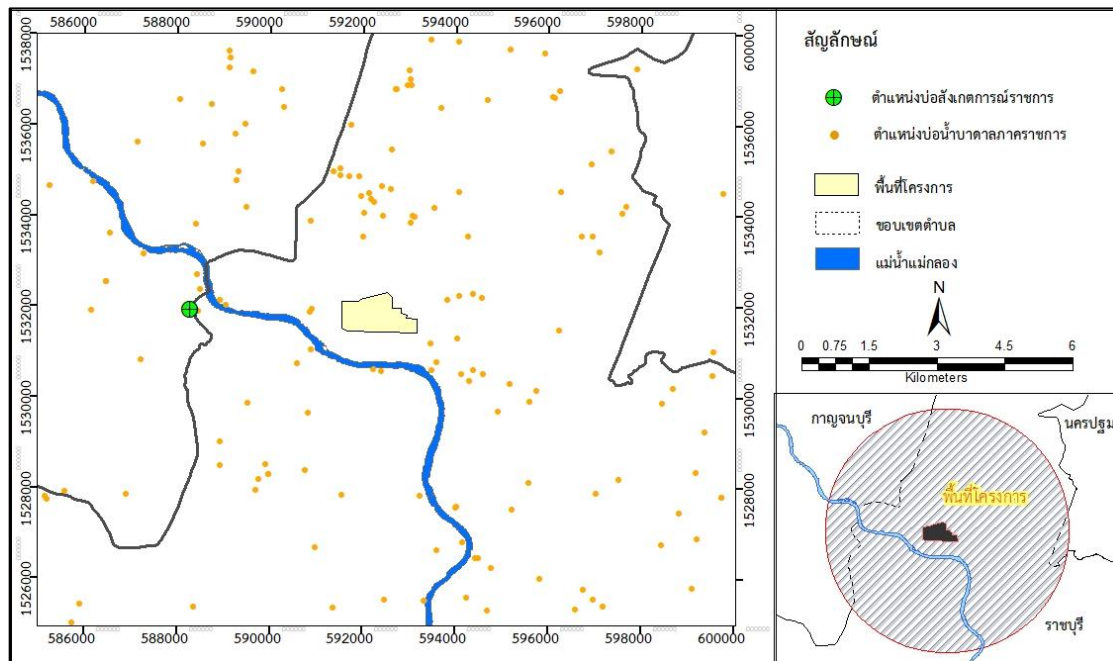 586000 588000 590000 592000 594000 596000 598000
600000
1538000
1536000
1534000
1532000
1530000
1528000
1526000
1536000
1534000
1532000
1530000
1528000
586000 588000 590000 592000 594000 596000 598000 600000
สัญลักษณ์
ตำแหน่งบ่อสังเกตการณ์ราชการ
ตำแหน่งบ่อน้ำบาดาลภาคราชการ
พื้นที่โครงการ
ขอบเขตตำบล
แม่น้ำแม่กลอง
N
0 0.75 1.5 3 4.5 6
Kilometers
กาญจนบุรี
นครปฐม
พื้นที่โครงการ
ราชบุรี